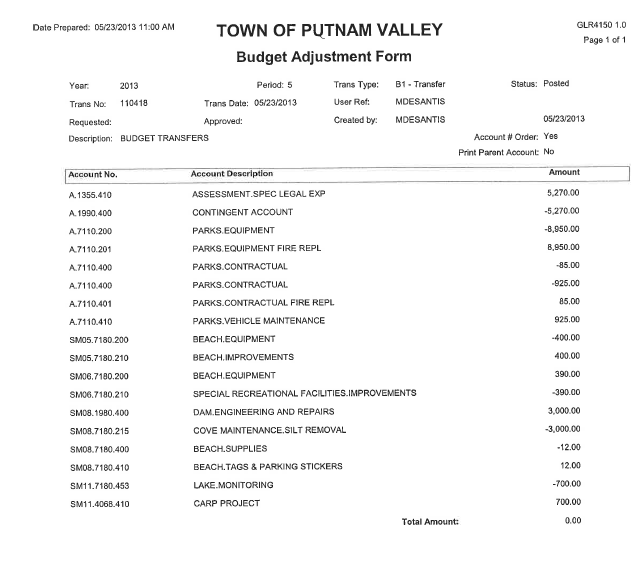 Date Prepared: 05/23/2013 11:00 AM
TOWN OF PUTNAM VALLEY
GLR4150 1.0
Page 1 of 1
Budget Adjustment Form
Year: 2013 Period: 5 Trans Type: B1 - Transfer Status: Posted
Trans No: 110418 Trans Date: 05/23/2013 User Ref: MDESANTIS
Requested: Approved: Created by: MDESANTIS 05/23/2013
Description: BUDGET TRANSFERS Account # Order: Yes
Print Parent Account: No
Account No. Account Description Amount
A.1355.410 ASSESSMENT.SPEC LEGAL EXP 5,270.00
A.1990.400 CONTINGENT ACCOUNT -5,270.00
A.7110.200 PARKS.EQUIPMENT -8,950.00
A.7110.201 PARKS.EQUIPMENT FIRE REPL 8,950.00
A.7110.400 PARKS.CONTRACTUAL -85.00
A.7110.400 PARKS.CONTRACTUAL -925.00
A.7110.401 PARKS.CONTRACTUAL FIRE REPL 85.00
A.7110.410 PARKS.VEHICLE MAINTENANCE 925.00
SM05.7180.200 BEACH.EQUIPMENT -400.00
SM05.7180.210 BEACH.IMPROVEMENTS 400.00
SM06.7180.200 BEACH.EQUIPMENT 390.00
SM06.7180.210 SPECIAL RECREATIONAL FACILITIES.IMPROVEMENTS -390.00
SM08.1980.400 DAM.ENGINEERING AND REPAIRS 3,000.00
SM08.7180.215 COVE MAINTENANCE.SILT REMOVAL -3,000.00
SM08.7180.400 BEACH.SUPPLIES -12.00
SM08.7180.410 BEACH.TAGS & PARKING STICKERS 12.00
SM11.7180.453 LAKE.MONITORING -700.00
SM11.4068.410 CARP PROJECT 700.00
Total Amount: 0.00